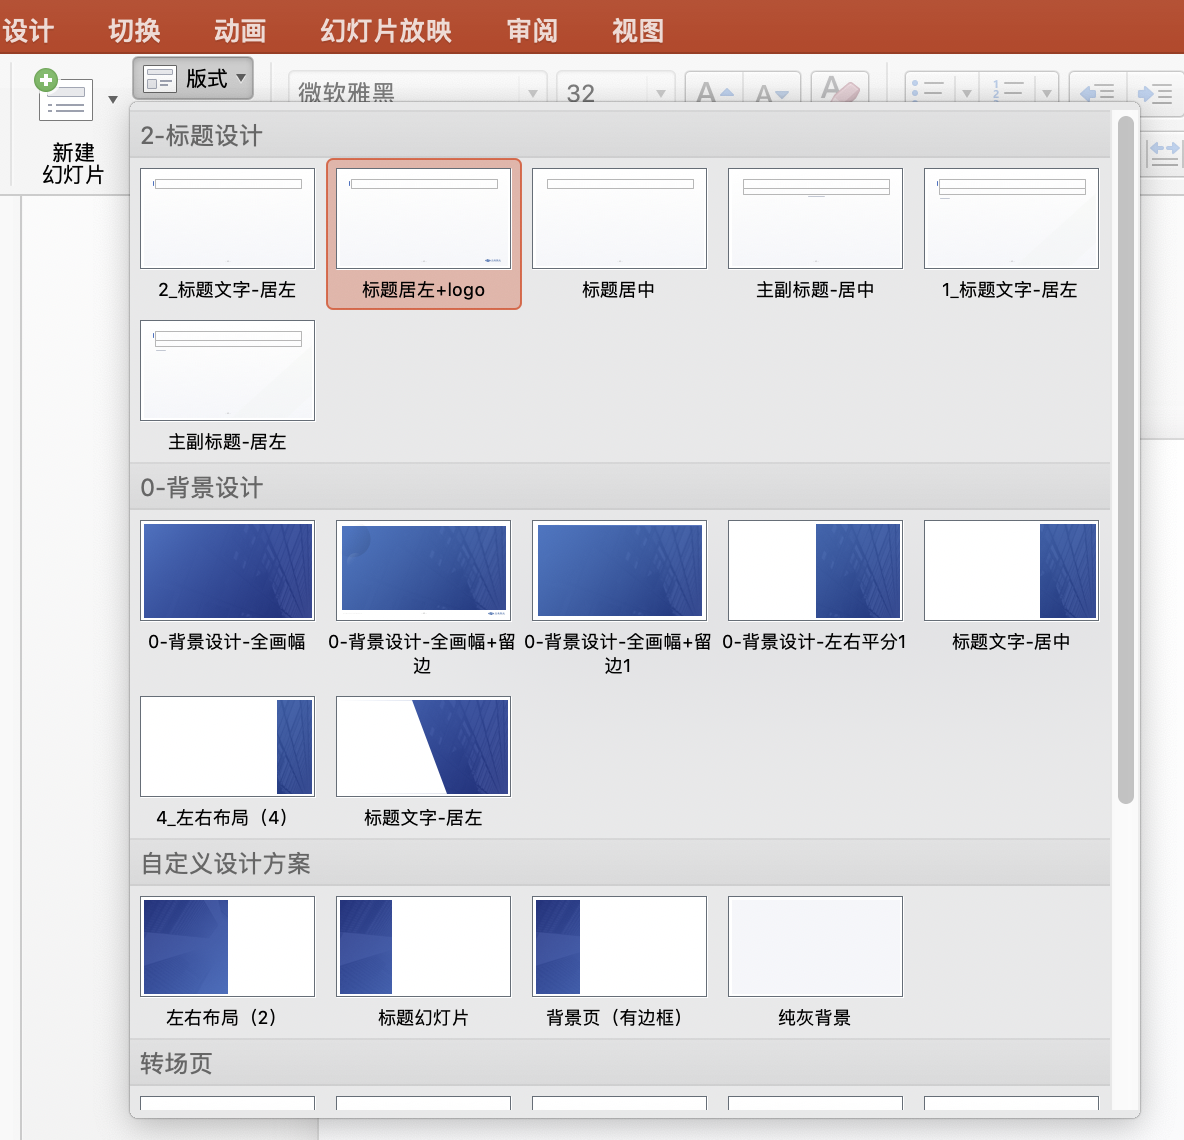 设计 切换 动画 幻灯片放映 审阅 视图
版式
微软雅黑 32
新建
幻灯片
2-标题设计
2_标题文字-居左 标题居左+logo 标题居中 主副标题-居中 1_标题文字-居左
主副标题-居左
0-背景设计
0-背景设计-全画幅 0-背景设计-全画幅+留边 0-背景设计-全画幅+留边1 0-背景设计-左右平分1 标题文字-居中
4_左右布局（4） 标题文字-居左
自定义设计方案
左右布局（2） 标题幻灯片 背景页（有边框） 纯灰背景
转场页